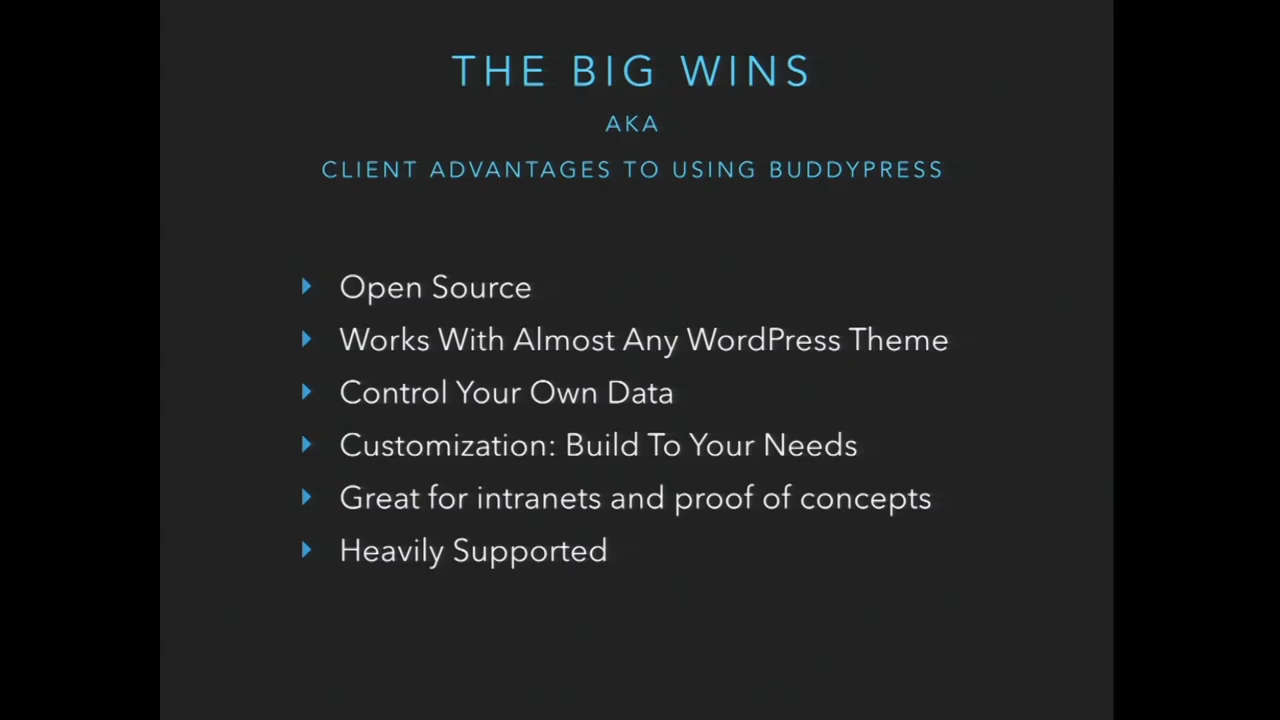 THE BIG WINS
AKA
CLIENT ADVANTAGES TO USING BUDDYPRESS
Open Source
Works With Almost Any WordPress Theme
Control Your Own Data
Customization: Build To Your Needs
Great for intranets and proof of concepts
Heavily Supported